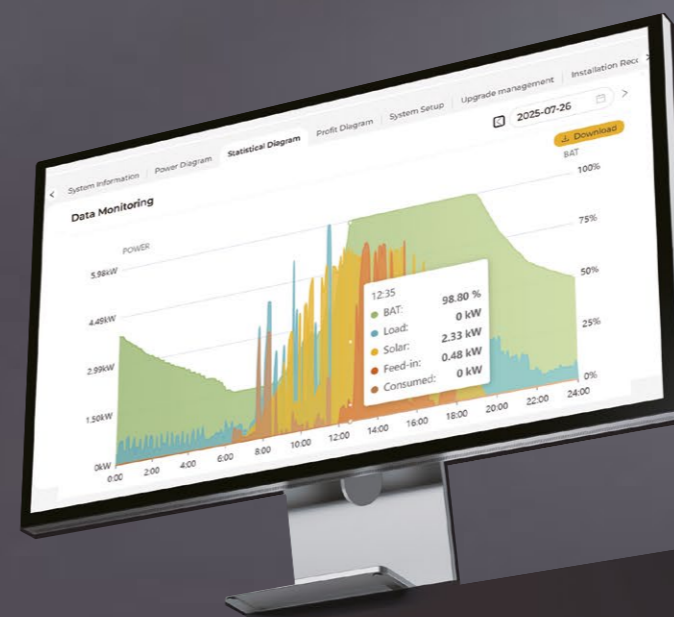 System Information
Power Diagram
Statistical Diagram
Profit Diagram
System Setup
Upgrade management
Installation Rec
2025-07-26
Download
Data Monitoring
POWER
BAT
5.98kW
4.49kW
2.99kW
1.50kW
0kW
100%
75%
50%
25%
0%
12:35
BAT: 98.80 %
Load: 0 kW
Solar: 2.33 kW
Feed-in: 0.48 kW
Consumed: 0 kW
0:00 2:00 4:00 6:00 8:00 10:00 12:00 14:00 16:00 18:00 20:00 22:00 24:00